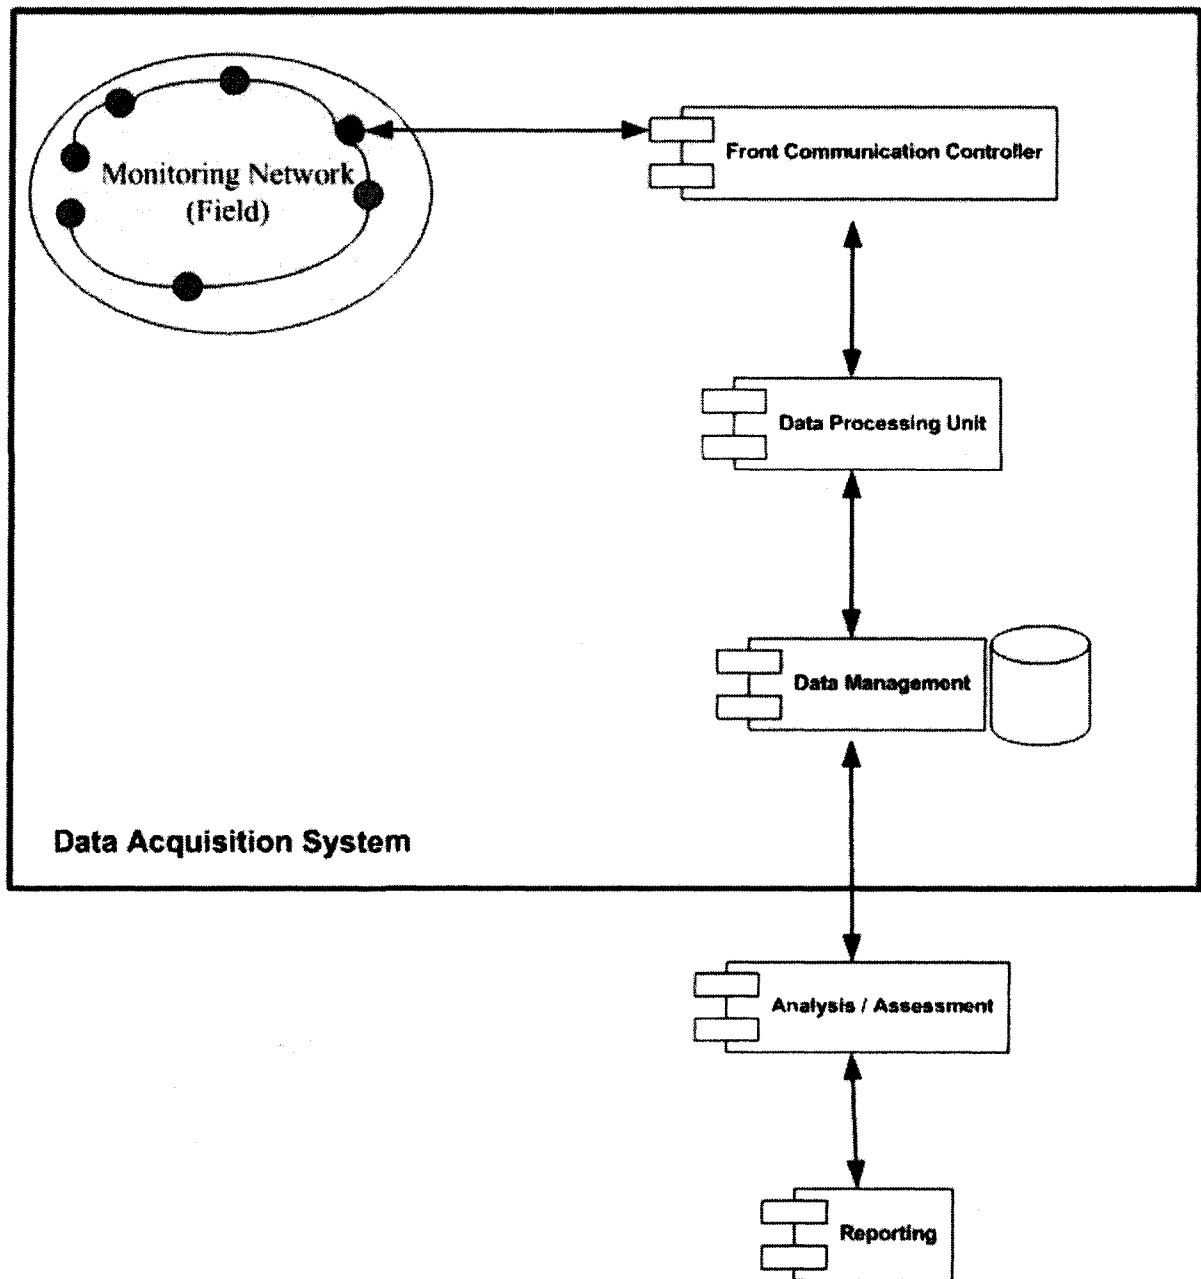 Monitoring Network
(Field)
Front Communication Controller
Data Processing Unit
Data Management
Data Acquisition System
Analysis / Assessment
Reporting